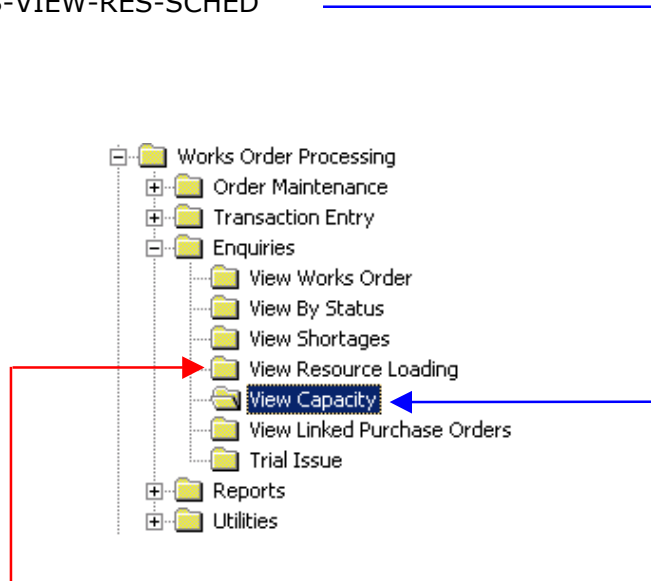 -VIEW-RES-SCHED
Works Order Processing
Order Maintenance
Transaction Entry
Enquiries
View Works Order
View By Status
View Shortages
View Resource Loading
View Capacity
View Linked Purchase Orders
Trial Issue
Reports
Utilities